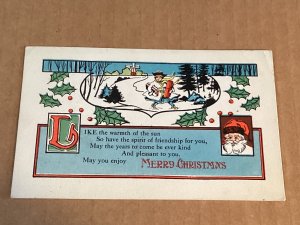 LIKE the warmth of the sun
So have the spirit of friendship for you,
May the years to come be ever kind
And pleasant to you.
May you enjoy MERRY CHRISTMAS